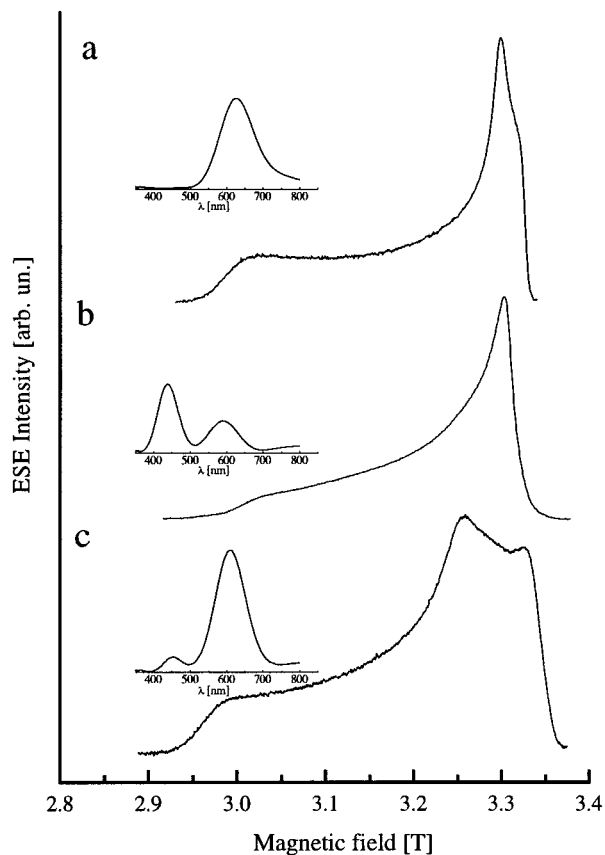 a
400 500 600 700 800
λ [nm]
b
400 500 600 700 800
λ [nm]
c
400 500 600 700 800
λ [nm]
ESE Intensity [arb. un.]
2.8 2.9 3.0 3.1 3.2 3.3 3.4
Magnetic field [T]